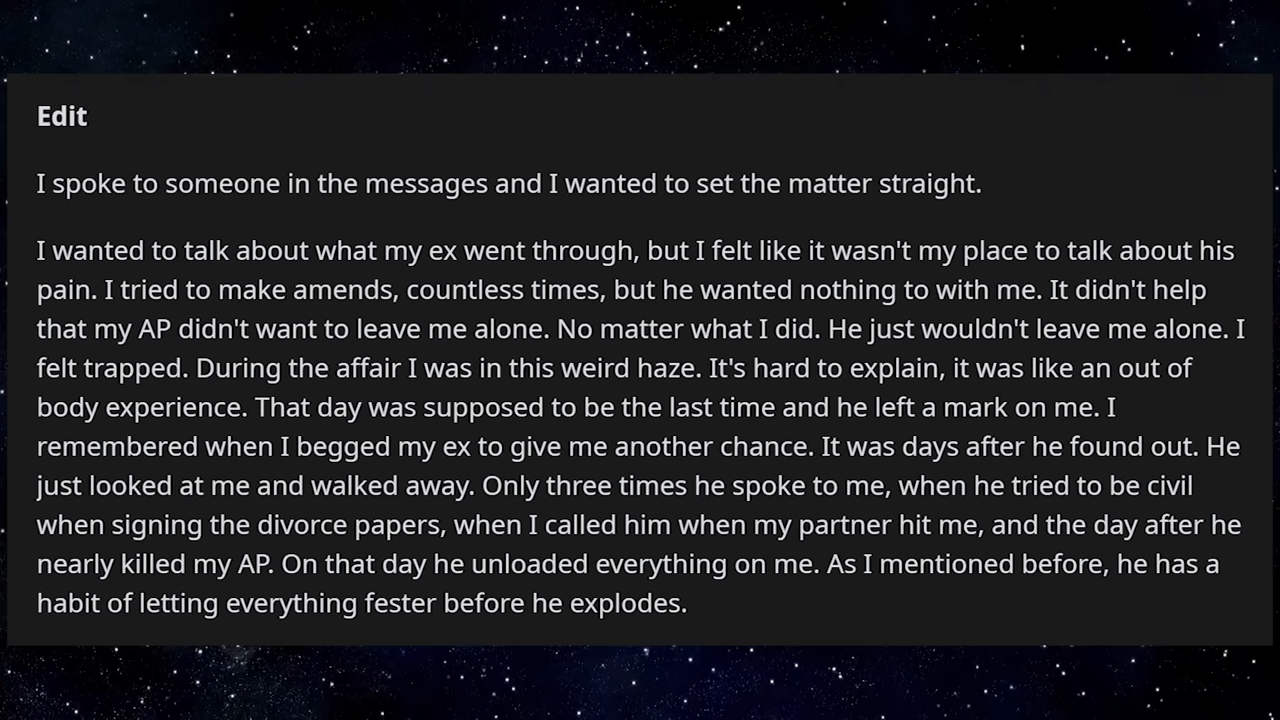 Edit
I spoke to someone in the messages and I wanted to set the matter straight.
I wanted to talk about what my ex went through, but I felt like it wasn't my place to talk about his
pain. I tried to make amends, countless times, but he wanted nothing to with me. It didn't help
that my AP didn't want to leave me alone. No matter what I did. He just wouldn't leave me alone. I
felt trapped. During the affair I was in this weird haze. It's hard to explain, it was like an out of
body experience. That day was supposed to be the last time and he left a mark on me. I
remembered when I begged my ex to give me another chance. It was days after he found out. He
just looked at me and walked away. Only three times he spoke to me, when he tried to be civil
when signing the divorce papers, when I called him when my partner hit me, and the day after he
nearly killed my AP. On that day he unloaded everything on me. As I mentioned before, he has a
habit of letting everything fester before he explodes.